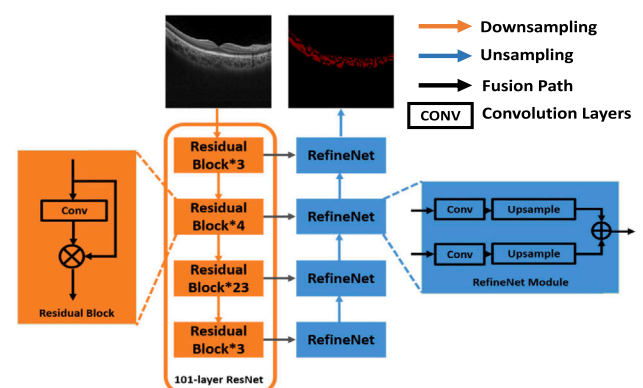 Downsampling
Unsampling
Fusion Path
CONV
Convolution Layers
Residual
Block*3
RefineNet
Conv
Residual Block
Residual
Block*4
RefineNet
Conv
Upsample
Conv
Upsample
RefineNet Module
Residual
Block*23
RefineNet
Residual
Block*3
RefineNet
101-layer ResNet